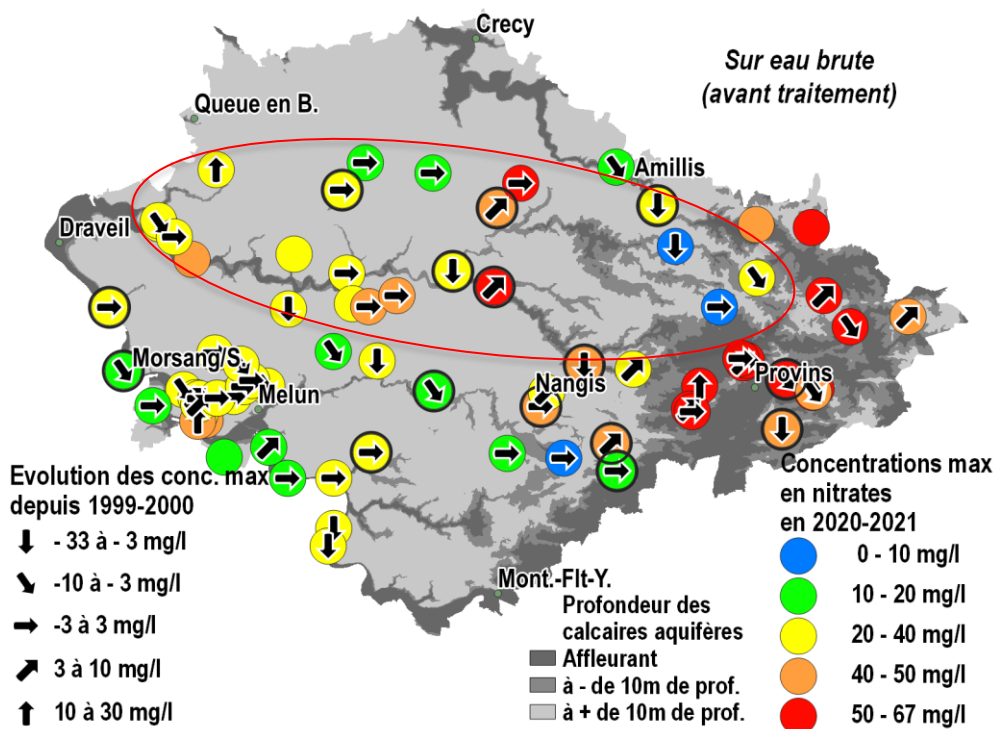 Crecy
Sur eau brute
(avant traitement)
Queue en B.
Amillis
Draveil
Morsang/S.
Melun
Nangis
Provins
Mont.-Flt-Y.
Evolution des conc. max
depuis 1999-2000
- 33 à - 3 mg/l
-10 à - 3 mg/l
-3 à 3 mg/l
3 à 10 mg/l
10 à 30 mg/l
Profondeur des
calcaires aquifères
Affleurant
à - de 10m de prof.
à + de 10m de prof.
Concentrations max
en nitrates
en 2020-2021
0 - 10 mg/l
10 - 20 mg/l
20 - 40 mg/l
40 - 50 mg/l
50 - 67 mg/l